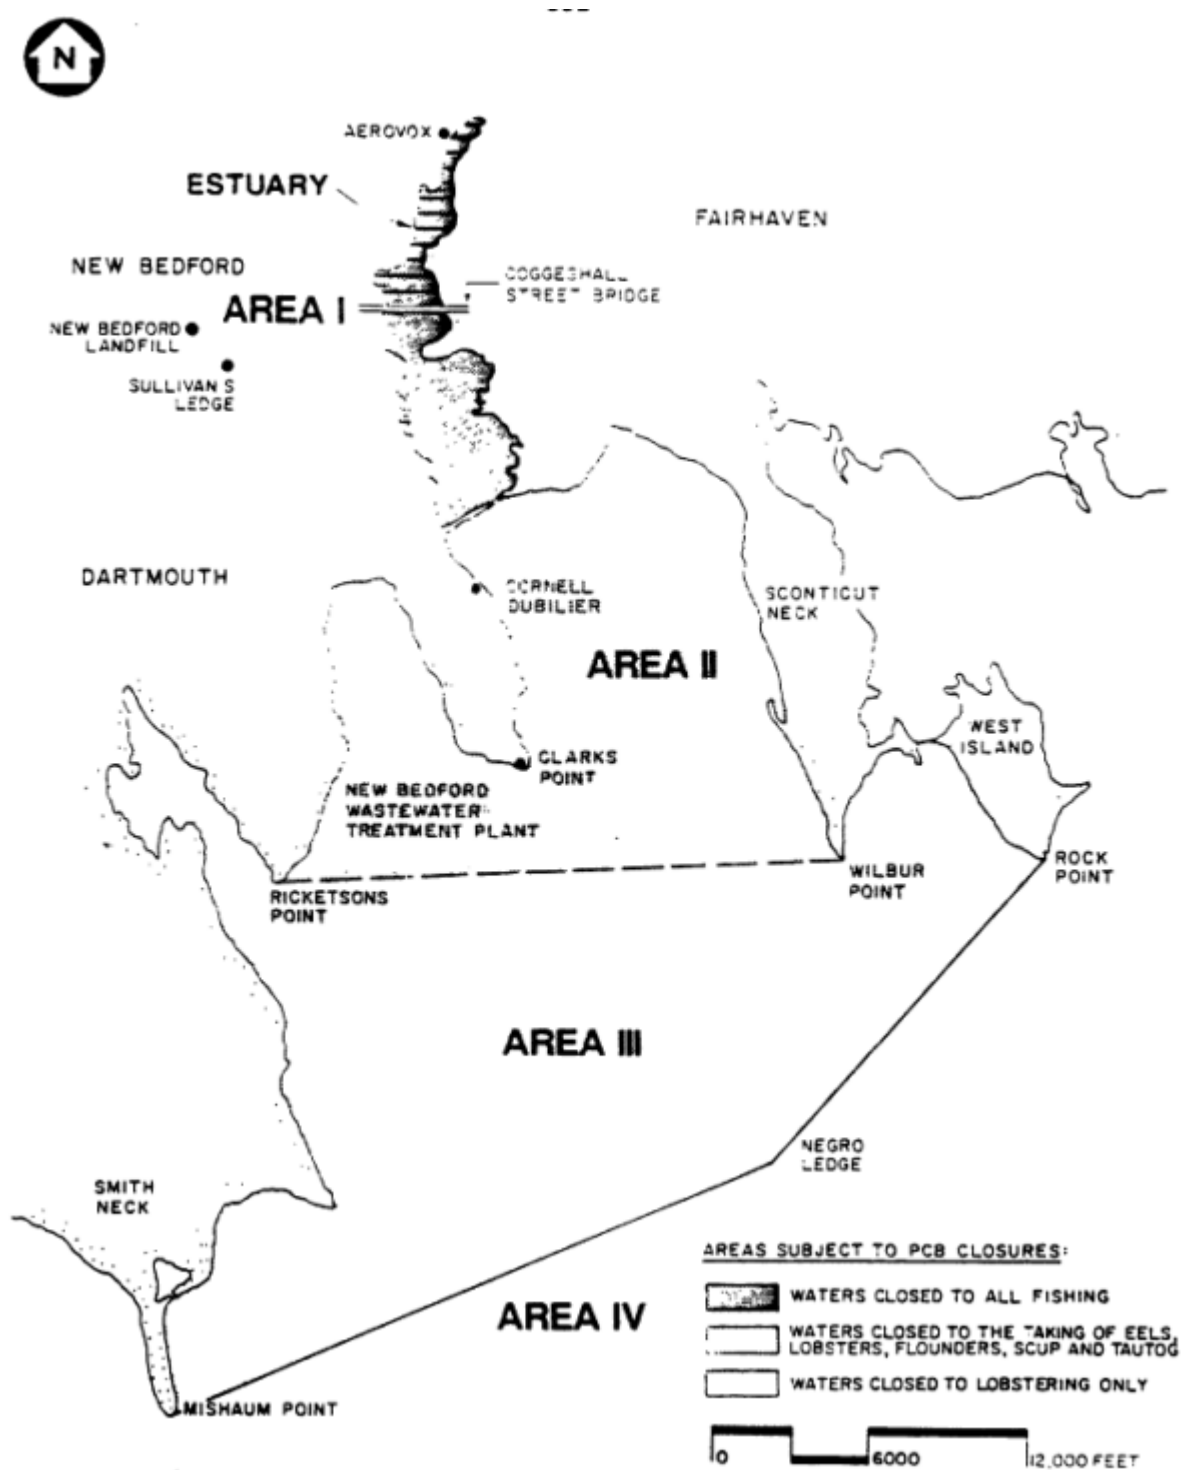 N
AEROVOX
ESTUARY
FAIRHAVEN
NEW BEDFORD
COGGESHALL
STREET BRIDGE
AREA I
NEW BEDFORD
LANDFILL
SULLIVAN'S
LEDGE
DARTMOUTH
CORNELL
DUBILIER
SCONTICUT
NECK
AREA II
WEST
ISLAND
CLARKS
POINT
NEW BEDFORD
WASTEWATER
TREATMENT PLANT
RICKETSONS
POINT
WILBUR
POINT
ROCK
POINT
AREA III
NEGRO
LEDGE
SMITH
NECK
AREAS SUBJECT TO PCB CLOSURES:
WATERS CLOSED TO ALL FISHING
AREA IV
WATERS CLOSED TO THE TAKING OF EELS,
LOBSTERS, FLOUNDERS, SCUP AND TAUTOG
WATERS CLOSED TO LOBSTERING ONLY
MISHAUM POINT
0 6000 12,000 FEET